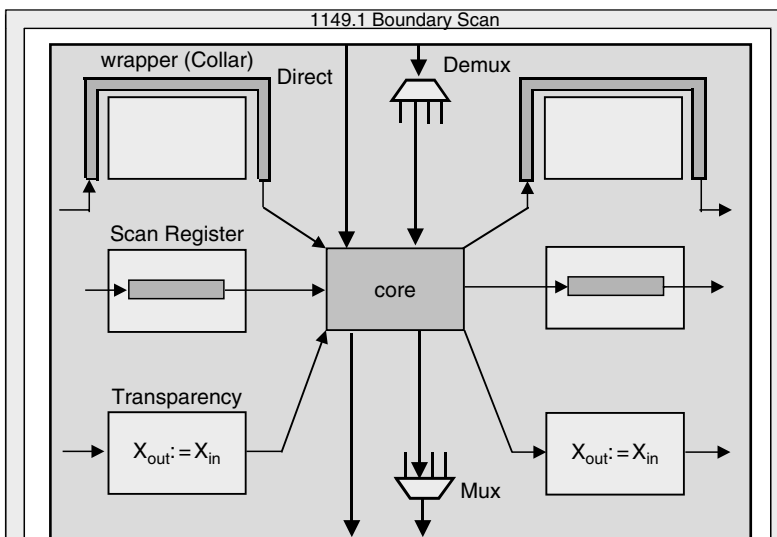 1149.1 Boundary Scan
wrapper (Collar)
Direct
Demux
Scan Register
core
Transparency
Xout: = Xin
Xout: = Xin
Mux